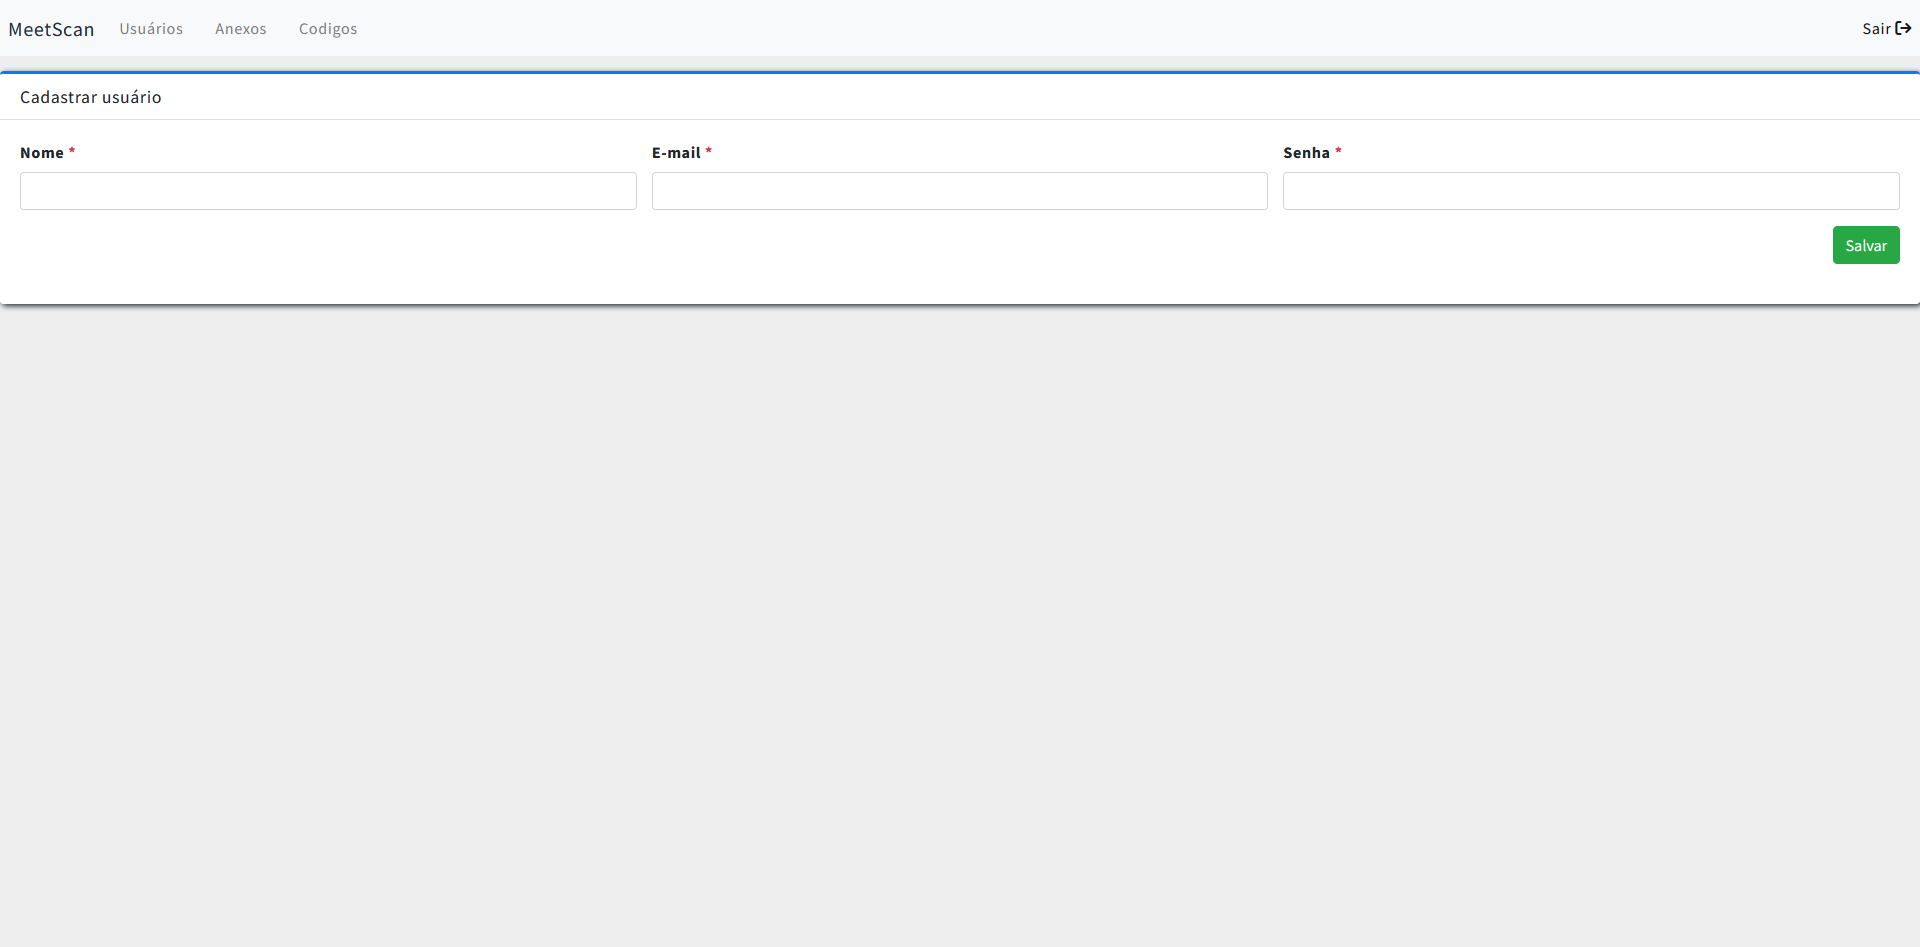 MeetScan Usuários Anexos Codigos Sair
Cadastrar usuário
Nome * E-mail * Senha *
Salvar